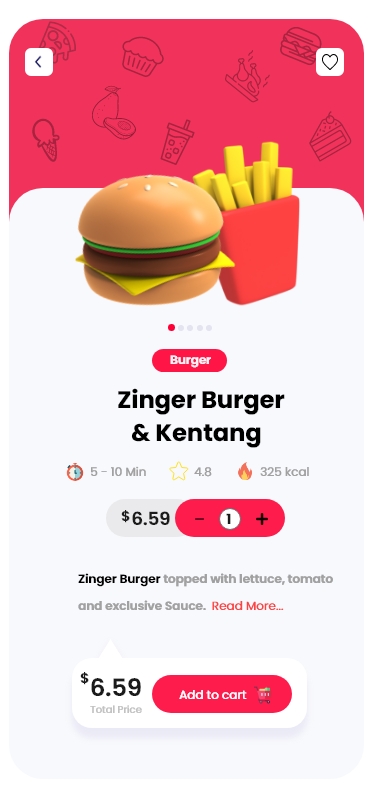 Burger
Zinger Burger
& Kentang
5 - 10 Min 4.8 325 kcal
$6.59 - 1 +
Zinger Burger topped with lettuce, tomato
and exclusive Sauce. Read More...
$6.59 Add to cart
Total Price